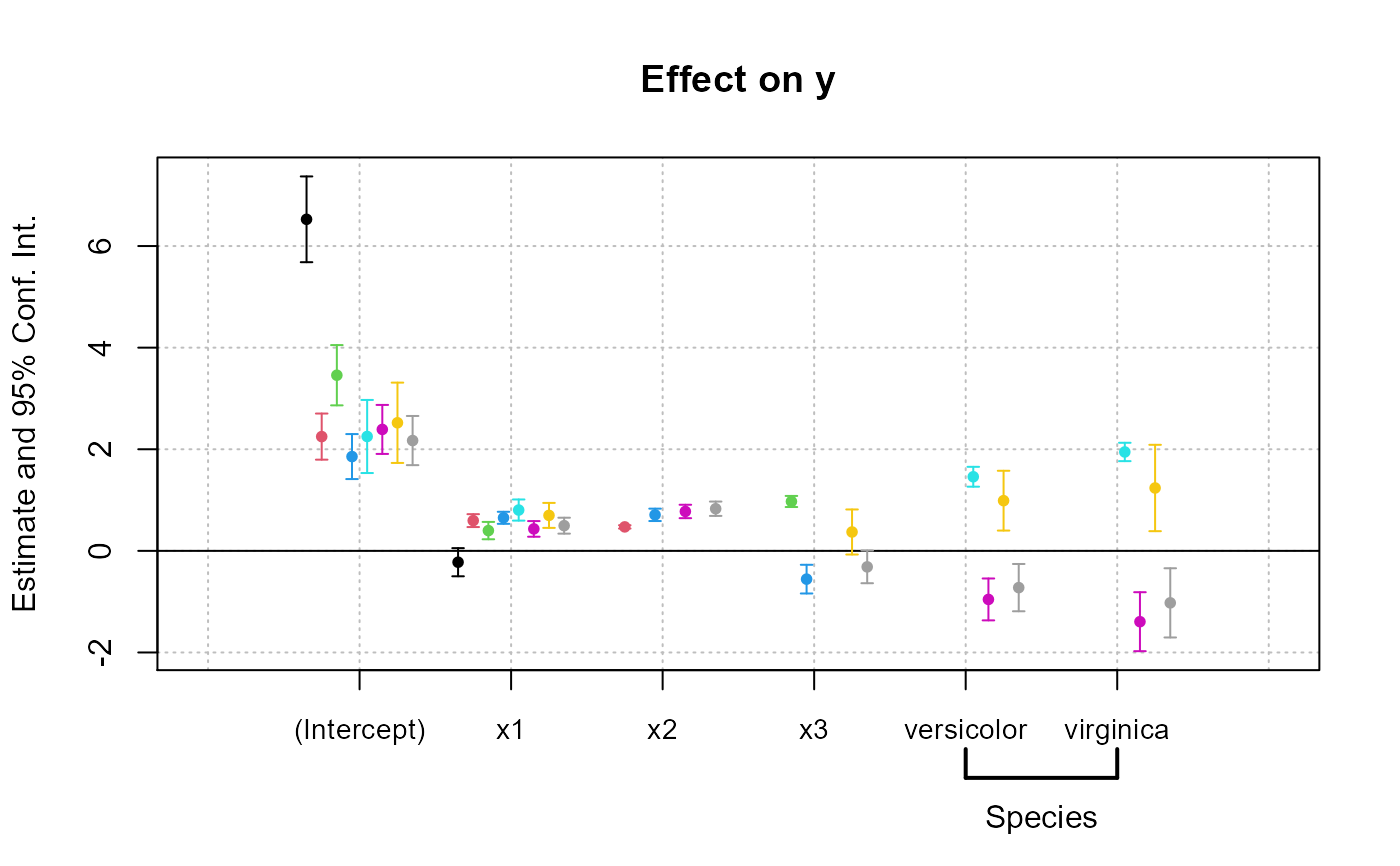 Effect on y
Estimate and 95% Conf. Int.
6
4
2
0
-2
(Intercept) x1 x2 x3 versicolor virginica
Species